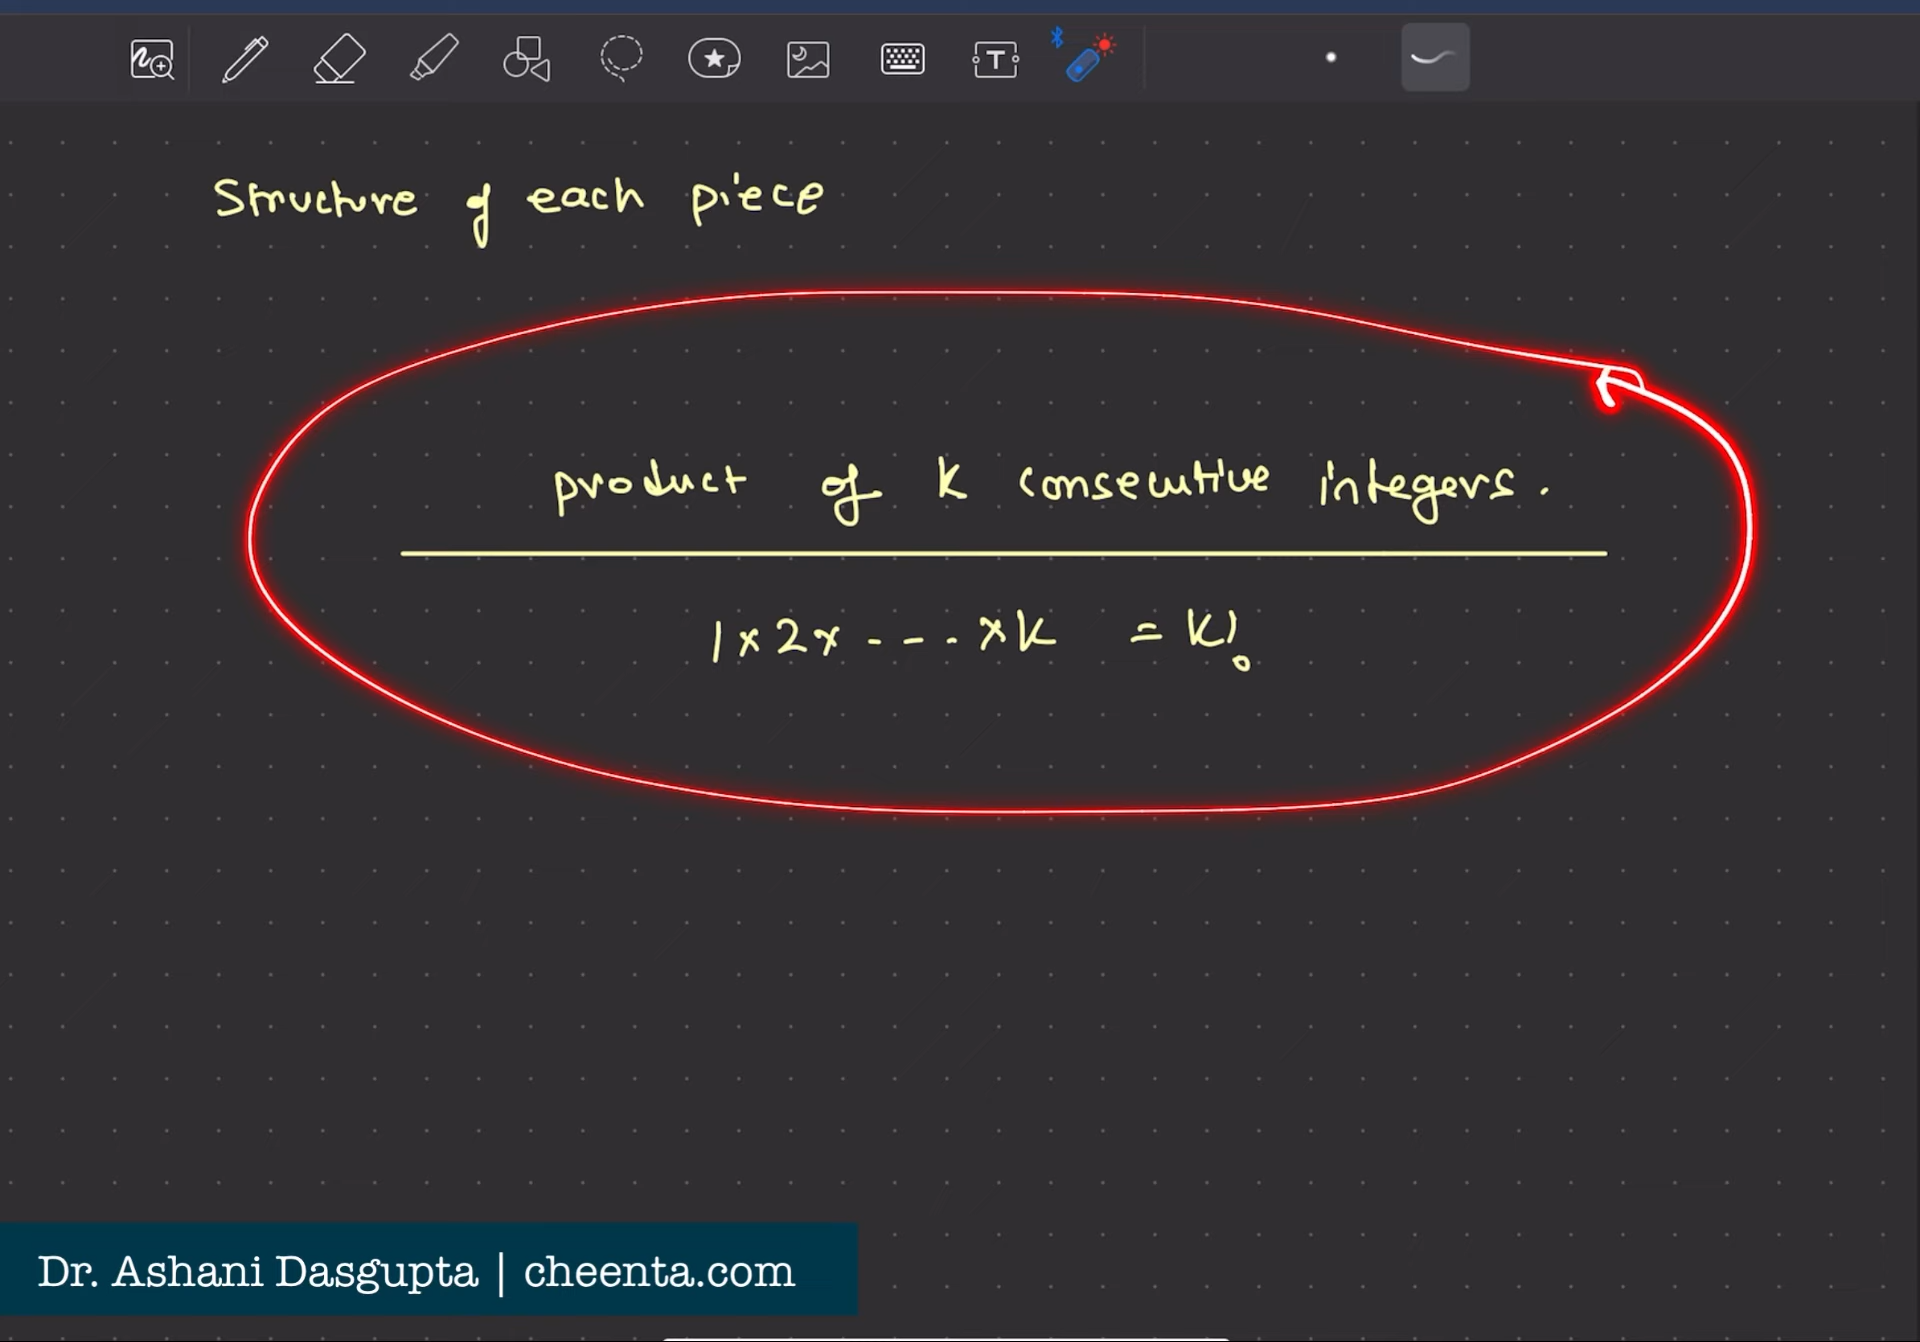 Structure of each piece
product of k consecutive integers.
1 x 2 x - - - . x k = k!
Dr. Ashani Dasgupta | cheenta.com